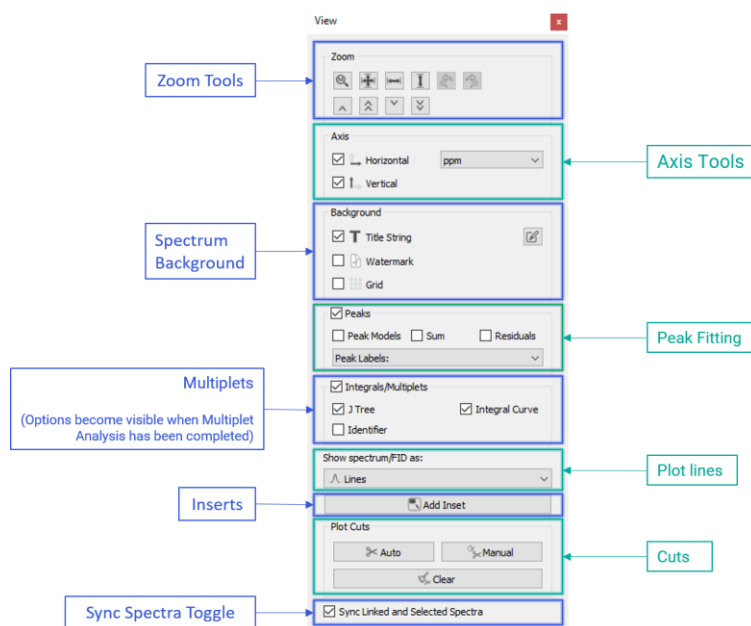 View
x
Zoom
Zoom Tools
Axis
Horizontal
ppm
Vertical
Axis Tools
Background
Title String
Watermark
Grid
Spectrum
Background
Peaks
Peak Models
Sum
Residuals
Peak Labels:
Peak Fitting
Multiplets
(Options become visible when Multiplet
Analysis has been completed)
Integrals/Multiplets
J Tree
Integral Curve
Identifier
Show spectrum/FID as:
Lines
Plot lines
Inserts
Add Inset
Plot Cuts
Auto
Manual
Clear
Cuts
Sync Spectra Toggle
Sync Linked and Selected Spectra